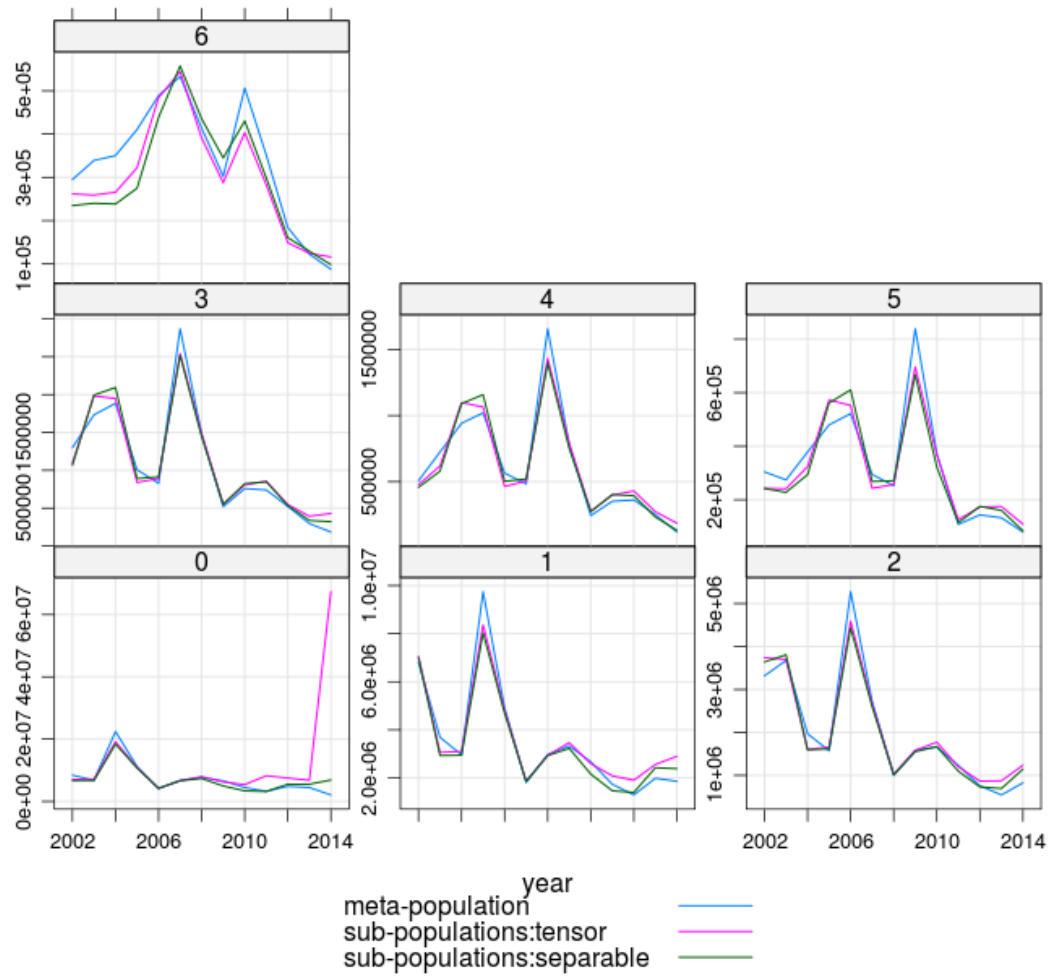 6
1e+05 3e+05 5e+05
3 4 5
500000 1500000
500000 1500000
2e+05 6e+05
0 1 2
0e+00 2e+07 4e+07 6e+07
2.0e+06 6.0e+06 1.0e+07
1e+06 3e+06 5e+06
2002 2006 2010 2014
2002 2006 2010 2014
year
meta-population
sub-populations:tensor
sub-populations:separable